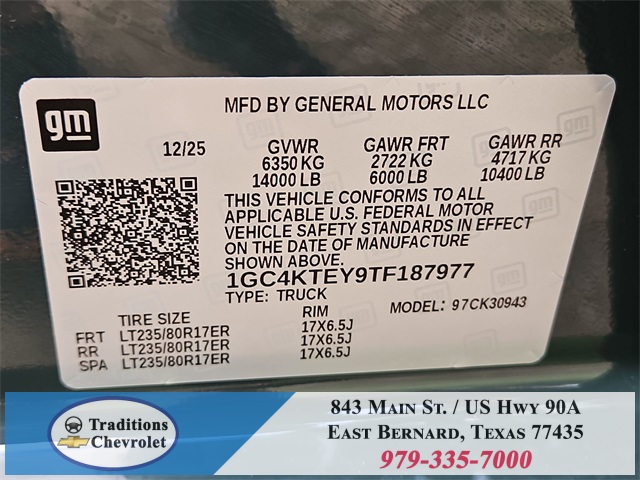 gm
MFD BY GENERAL MOTORS LLC
12/25 GVWR GAWR FRT GAWR RR
6350 KG 2722 KG 4717 KG
14000 LB 6000 LB 10400 LB
THIS VEHICLE CONFORMS TO ALL
APPLICABLE U.S. FEDERAL MOTOR
VEHICLE SAFETY STANDARDS IN EFFECT
ON THE DATE OF MANUFACTURE
SHOWN ABOVE.
1GC4KTEY9TF187977
TYPE: TRUCK MODEL: 97CK30943
TIRE SIZE RIM
FRT LT235/80R17ER 17X6.5J
RR LT235/80R17ER 17X6.5J
SPA LT235/80R17ER 17X6.5J
Traditions
Chevrolet
843 Main St. / US Hwy 90A
East Bernard, Texas 77435
979-335-7000